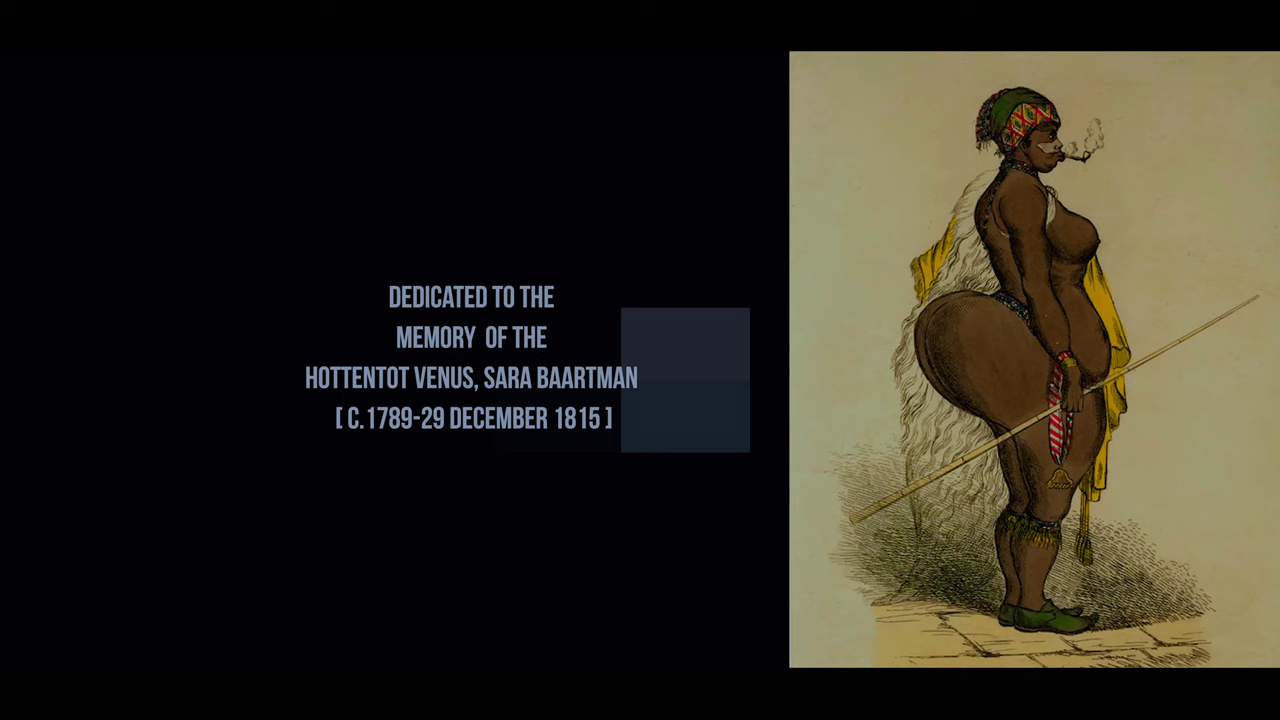 DEDICATED TO THE
MEMORY OF THE
HOTTENTOT VENUS, SARA BAARTMAN
[ C.1789-29 DECEMBER 1815 ]